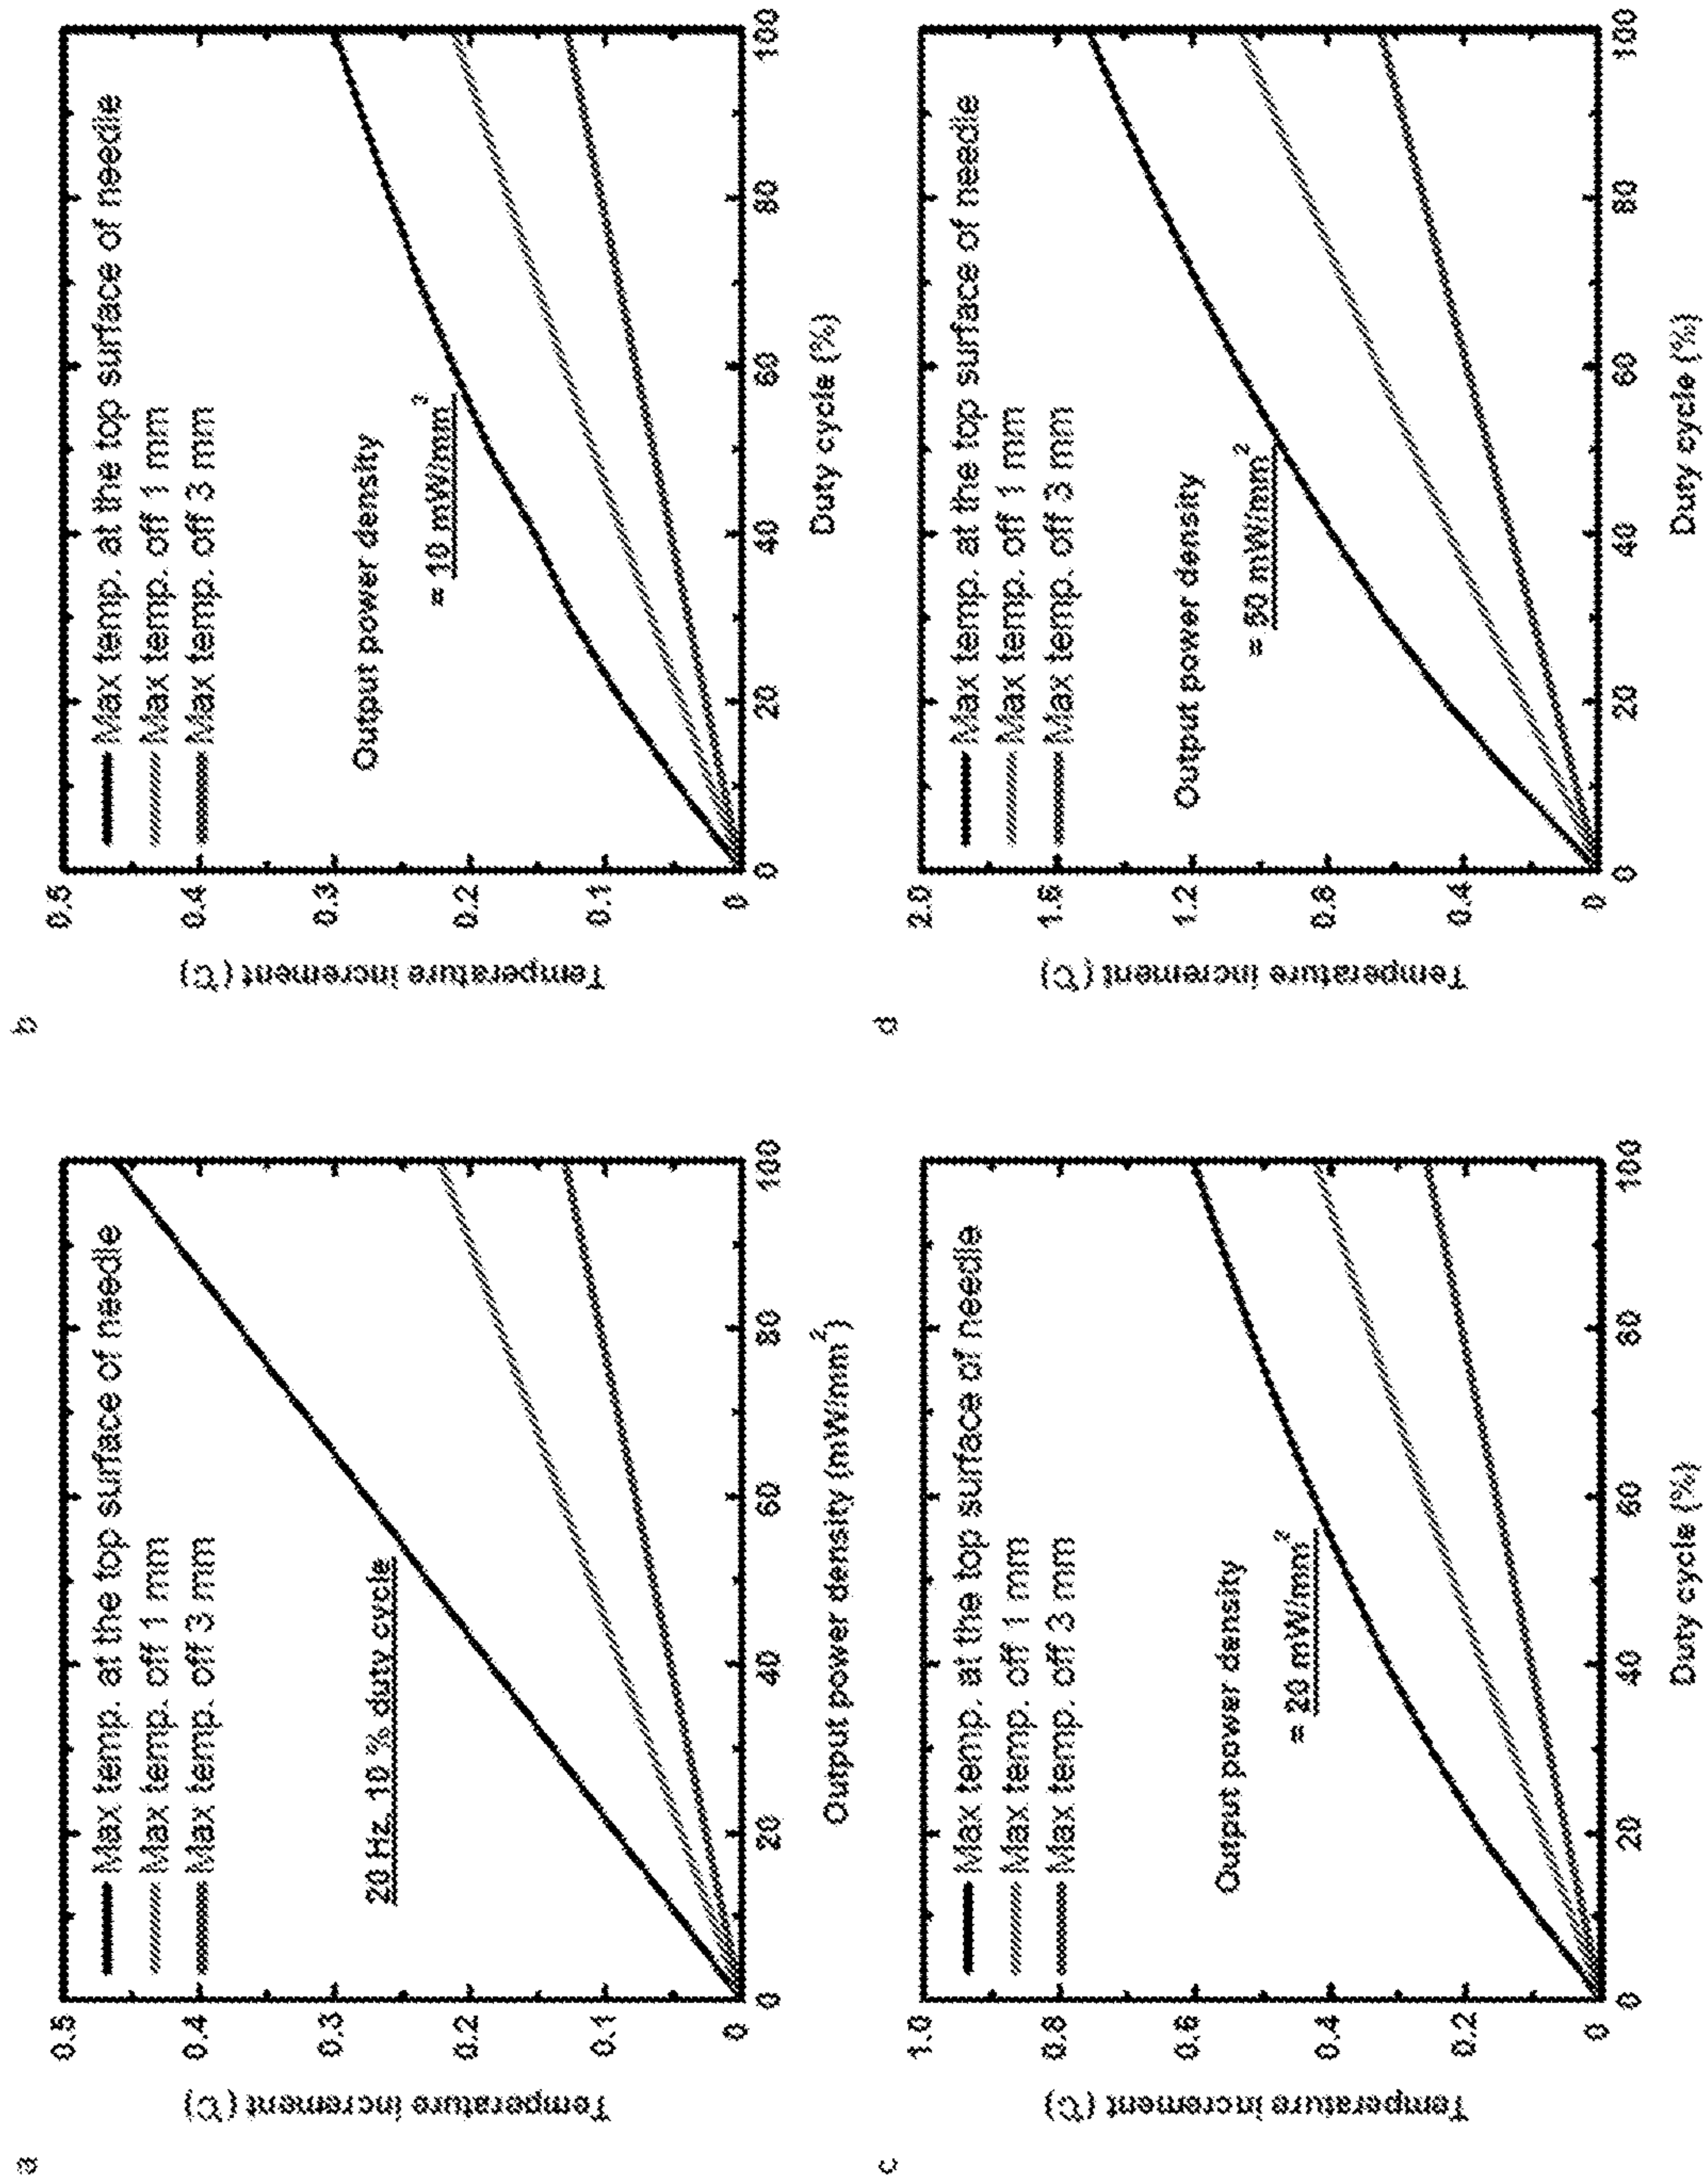 a
Temperature increment (℃)
0.5
0.4
0.3
0.2
0.1
0
Max temp. at the top surface of needle
Max temp. off 1 mm
Max temp. off 3 mm
20 Hz, 10 % duty cycle
0 20 40 60 80 100
Output power density (mW/mm²)
b
Temperature increment (℃)
0.5
0.4
0.3
0.2
0.1
0
Max temp. at the top surface of needle
Max temp. off 1 mm
Max temp. off 3 mm
Output power density
= 10 mW/mm²
0 20 40 60 80 100
Duty cycle (%)
c
Temperature increment (℃)
1.0
0.8
0.6
0.4
0.2
0
Max temp. at the top surface of needle
Max temp. off 1 mm
Max temp. off 3 mm
Output power density
= 20 mW/mm²
0 20 40 60 80 100
Duty cycle (%)
d
Temperature increment (℃)
2.0
1.6
1.2
0.8
0.4
0
Max temp. at the top surface of needle
Max temp. off 1 mm
Max temp. off 3 mm
Output power density
= 50 mW/mm²
0 20 40 60 80 100
Duty cycle (%)